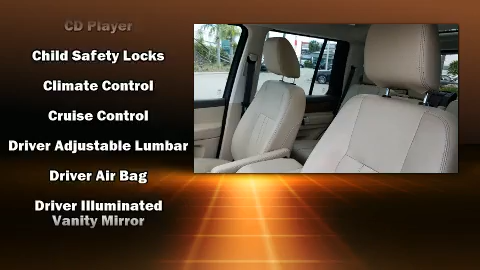 CD Player
Child Safety Locks
Climate Control
Cruise Control
Driver Adjustable Lumbar
Driver Air Bag
Driver Illuminated
Vanity Mirror